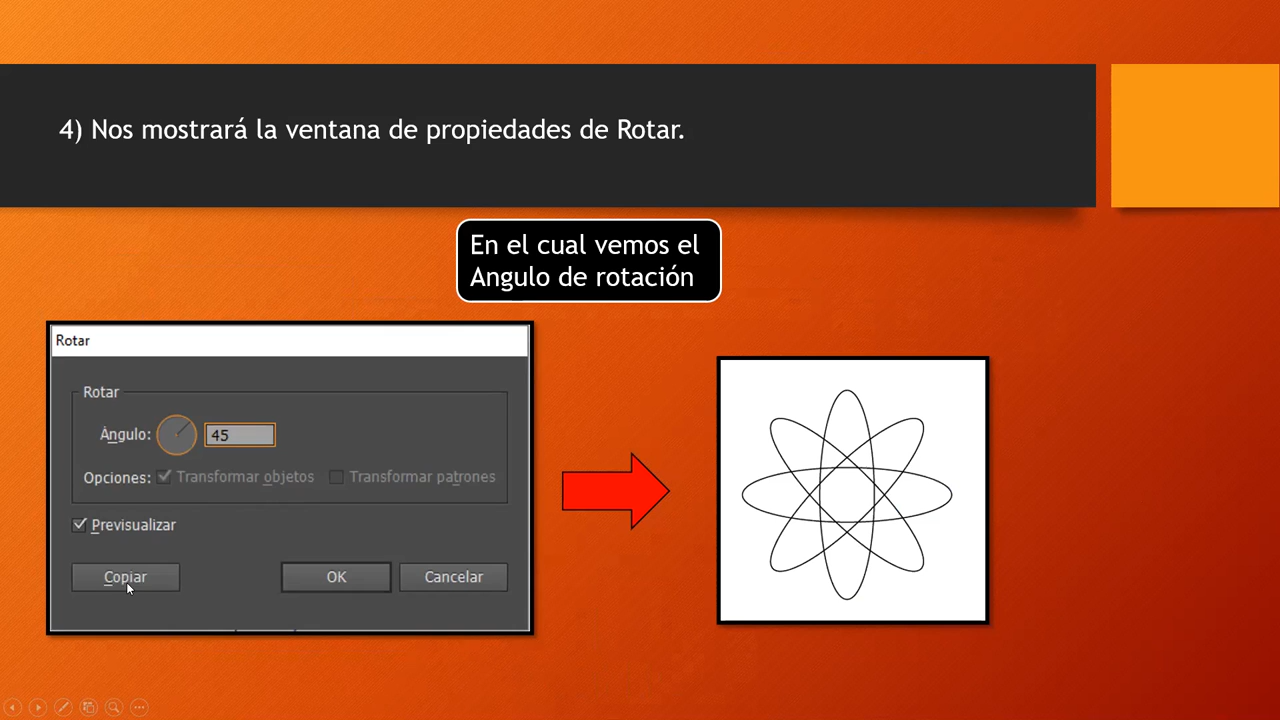 4) Nos mostrará la ventana de propiedades de Rotar.
En el cual vemos el
Angulo de rotación
Rotar
Rotar
Ángulo: 45
Opciones: Transformar objetos Transformar patrones
Previsualizar
Copiar OK Cancelar